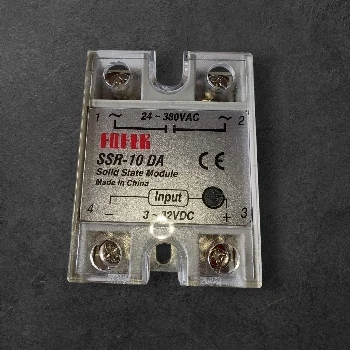 1 ~ 24 ~ 380VAC ~ 2
FQFER
SSR-10 DA
CE
Solid State Module
Made in China
Input
4 − 3 ~ 32VDC + 3